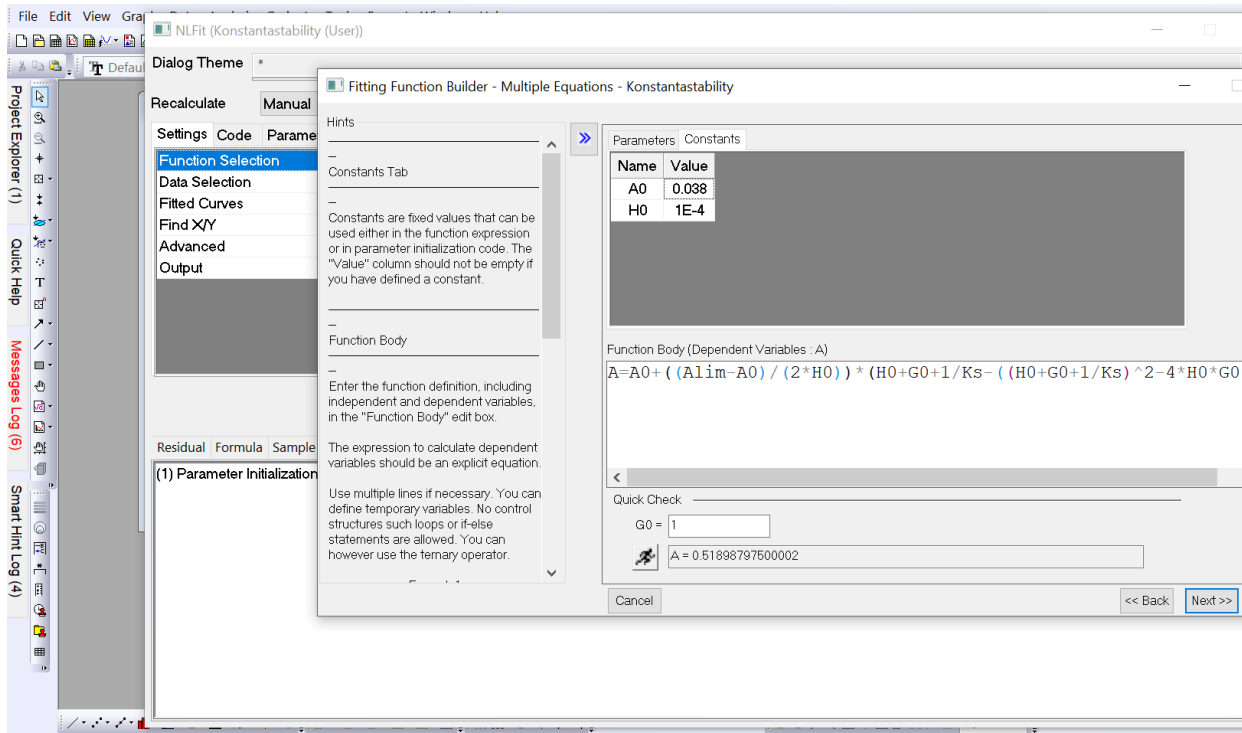 File Edit View Gra
NLFit (Konstantastability (User))
Defau
Dialog Theme *
Fitting Function Builder - Multiple Equations - Konstantastability
Recalculate Manual
Settings Code Parame
Function Selection
Data Selection
Fitted Curves
Find X/Y
Advanced
Output
Residual Formula Sample
(1) Parameter Initialization
Project Explorer (1)
Quick Help
Messages Log (6)
Smart Hint Log (4)
Hints
Constants Tab
Constants are fixed values that can be
used either in the function expression
or in parameter initialization code. The
"Value" column should not be empty if
you have defined a constant.
Function Body
Enter the function definition, including
independent and dependent variables,
in the "Function Body" edit box.
The expression to calculate dependent
variables should be an explicit equation.
Use multiple lines if necessary. You can
define temporary variables. No control
structures such loops or if-else
statements are allowed. You can
however use the ternary operator.
Parameters Constants
Name Value
A0 0.038
H0 1E-4
Function Body (Dependent Variables : A)
A=A0+((Alim-A0)/(2*H0))*(H0+G0+1/Ks-((H0+G0+1/Ks)^2-4*H0*G0
Quick Check
G0 = 1
A = 0.51898797500002
Cancel << Back Next >>